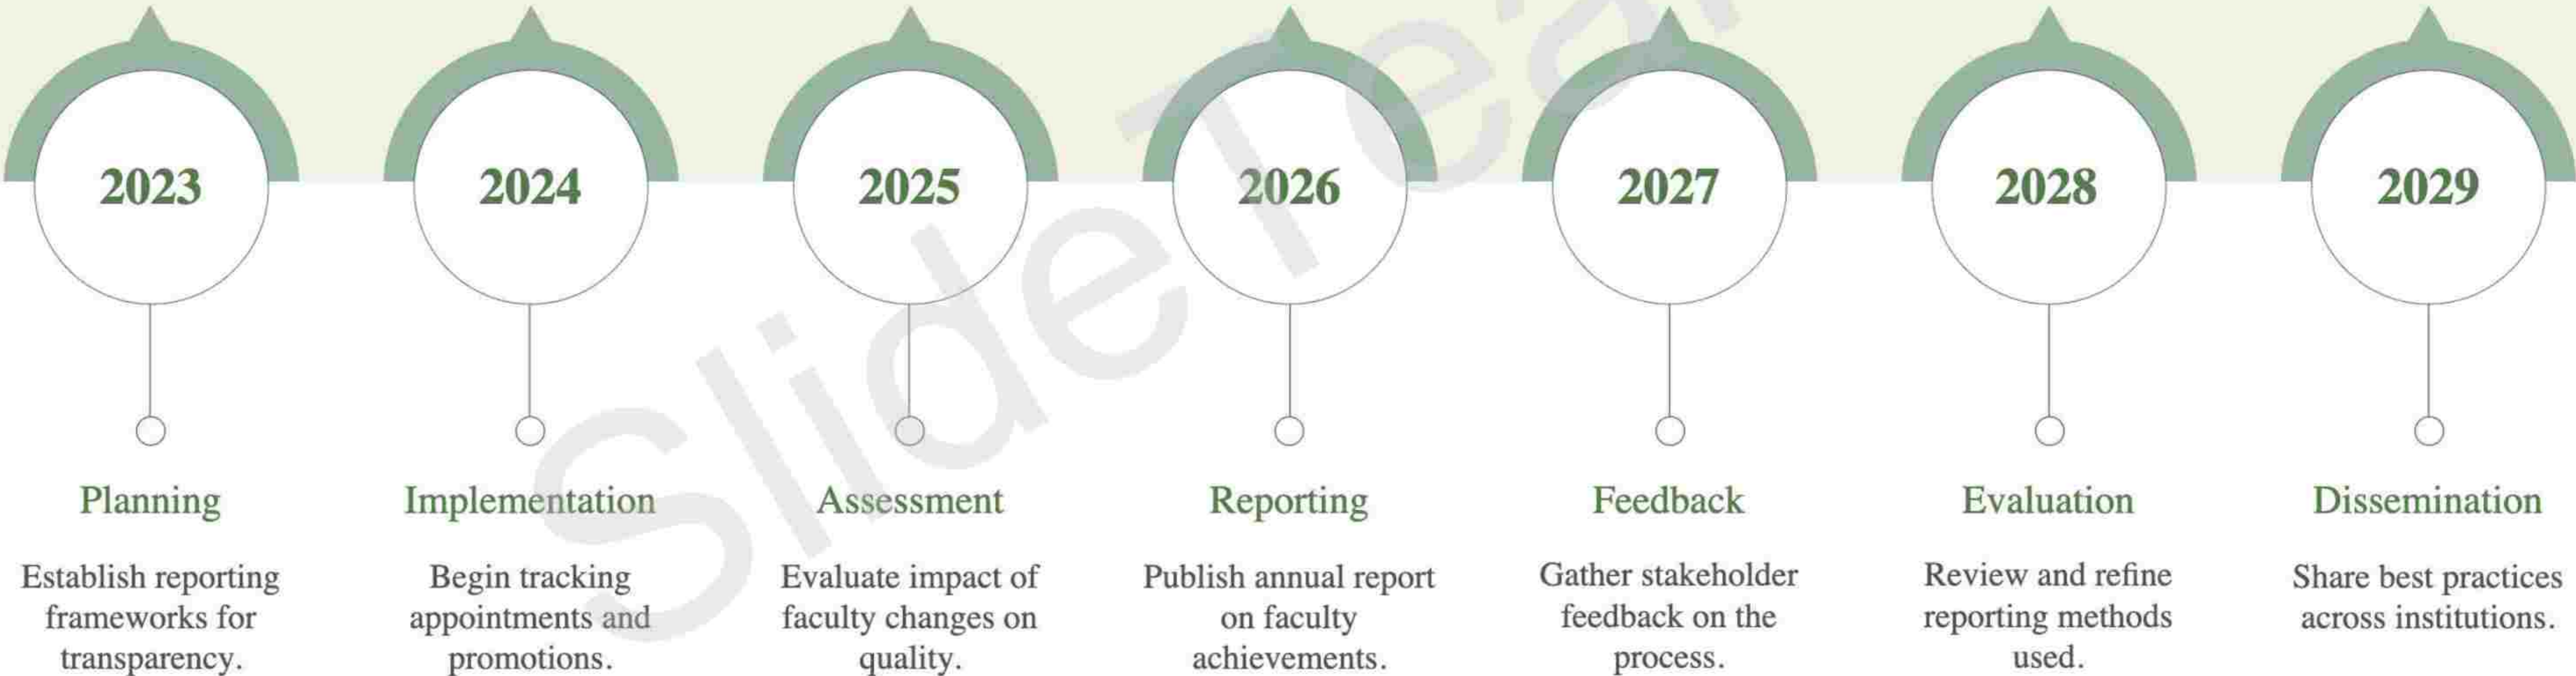 2023
2024
2025
2026
2027
2028
2029
Planning
Establish reporting
frameworks for
transparency.
Implementation
Begin tracking
appointments and
promotions.
Assessment
Evaluate impact of
faculty changes on
quality.
Reporting
Publish annual report
on faculty
achievements.
Feedback
Gather stakeholder
feedback on the
process.
Evaluation
Review and refine
reporting methods
used.
Dissemination
Share best practices
across institutions.
SlideTea